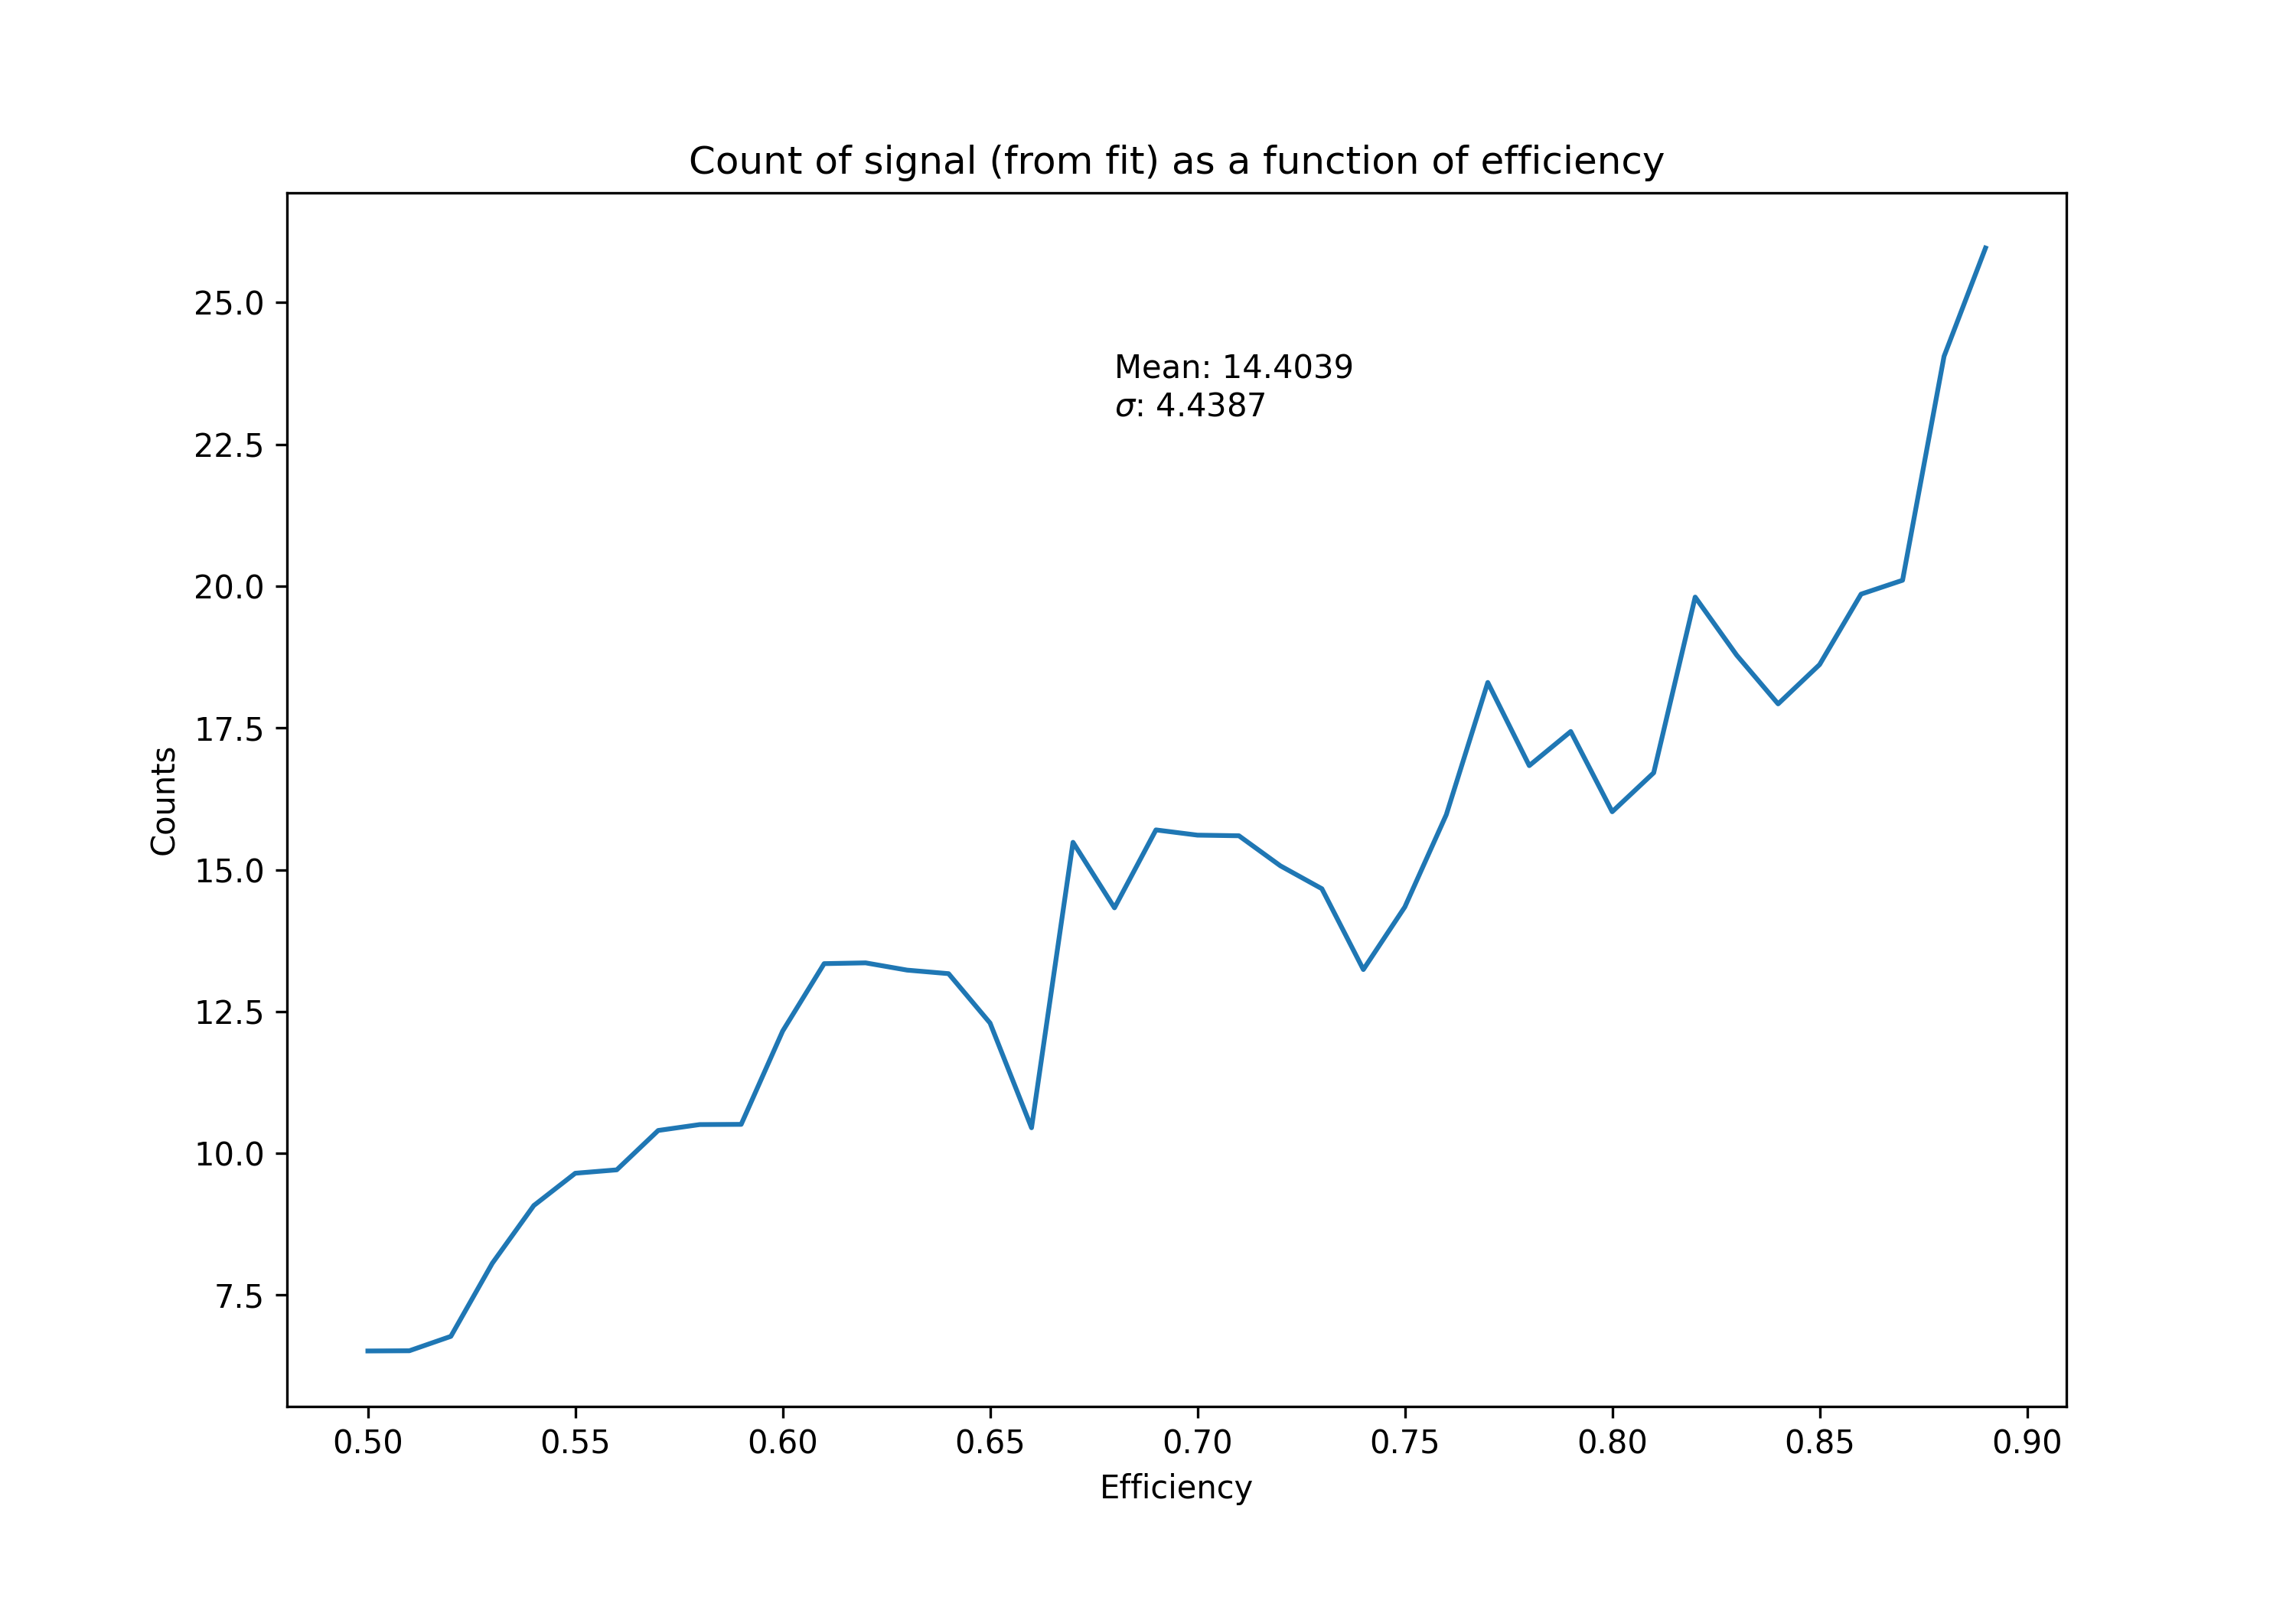 Count of signal (from fit) as a function of efficiency
25.0
22.5
20.0
17.5
15.0
12.5
10.0
7.5
Counts
Mean: 14.4039
σ: 4.4387
0.50 0.55 0.60 0.65 0.70 0.75 0.80 0.85 0.90
Efficiency